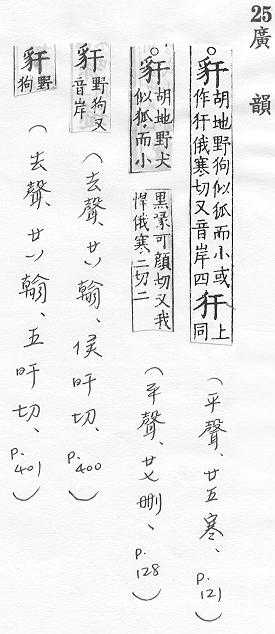 25 廣韻
○豻 胡地野狗似狐而小或
作犴俄寒切又音岸四 犴 上同
（平聲、廿五寒、p.121）
○豻 胡地野犬
似狐而小
黑喙可顔切又我
悍俄寒二切二
（平聲、廿七刪、p.128）
豻 野狗又
音岸
（去聲、廿八翰、侯旰切、p.400）
豻 野
狗
（去聲、廿八翰、五旰切、p.401）